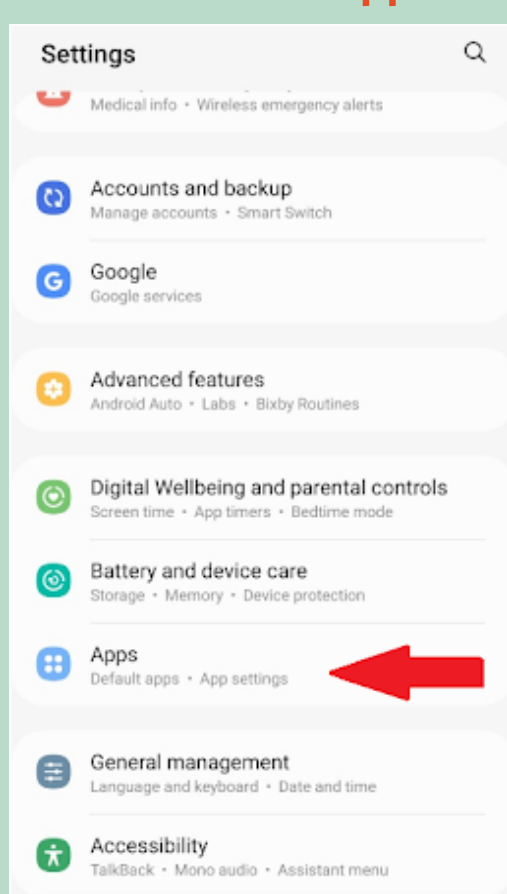 Settings
Medical info • Wireless emergency alerts
Accounts and backup
Manage accounts • Smart Switch
Google
Google services
Advanced features
Android Auto • Labs • Bixby Routines
Digital Wellbeing and parental controls
Screen time • App timers • Bedtime mode
Battery and device care
Storage • Memory • Device protection
Apps
Default apps • App settings
General management
Language and keyboard • Date and time
Accessibility
TalkBack • Mono audio • Assistant menu